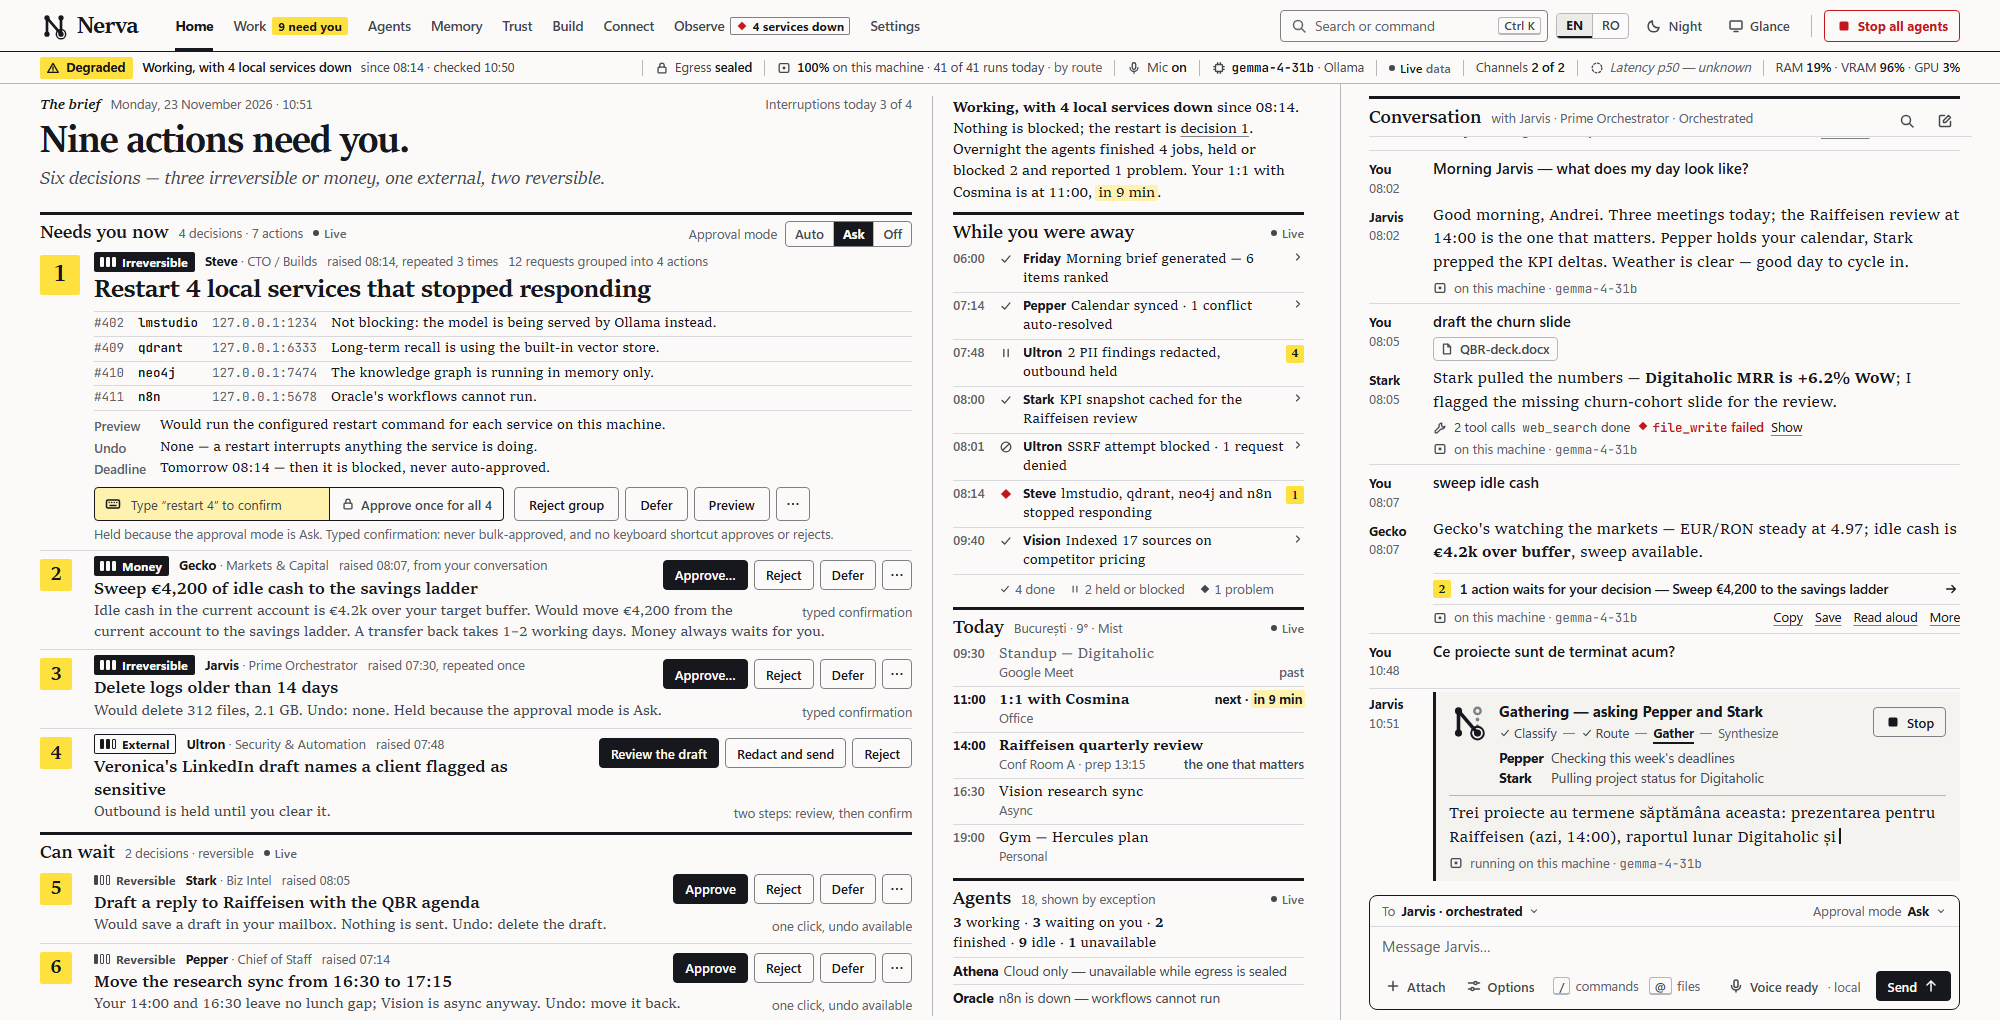 Nerva Home Work 9 need you Agents Memory Trust Build Connect Observe 4 services down Settings Search or command Ctrl K EN RO Night Glance Stop all agents
Degraded Working, with 4 local services down since 08:14 · checked 10:50 Egress sealed 100% on this machine · 41 of 41 runs today · by route Mic on gemma-4-31b · Ollama Live data Channels 2 of 2 Latency p50 — unknown RAM 19% · VRAM 96% · GPU 3%
The brief Monday, 23 November 2026 · 10:51 Interruptions today 3 of 4
Nine actions need you.
Six decisions — three irreversible or money, one external, two reversible.
Needs you now 4 decisions · 7 actions Live Approval mode Auto Ask Off
1 Irreversible Steve · CTO / Builds raised 08:14, repeated 3 times 12 requests grouped into 4 actions
Restart 4 local services that stopped responding
#402 lmstudio 127.0.0.1:1234 Not blocking: the model is being served by Ollama instead.
#409 qdrant 127.0.0.1:6333 Long-term recall is using the built-in vector store.
#410 neo4j 127.0.0.1:7474 The knowledge graph is running in memory only.
#411 n8n 127.0.0.1:5678 Oracle's workflows cannot run.
Preview Would run the configured restart command for each service on this machine.
Undo None — a restart interrupts anything the service is doing.
Deadline Tomorrow 08:14 — then it is blocked, never auto-approved.
Type “restart 4” to confirm Approve once for all 4 Reject group Defer Preview ···
Held because the approval mode is Ask. Typed confirmation: never bulk-approved, and no keyboard shortcut approves or rejects.
2 Money Gecko · Markets & Capital raised 08:07, from your conversation
Sweep €4,200 of idle cash to the savings ladder Approve... Reject Defer ···
Idle cash in the current account is €4.2k over your target buffer. Would move €4,200 from the typed confirmation
current account to the savings ladder. A transfer back takes 1–2 working days. Money always waits for you.
3 Irreversible Jarvis · Prime Orchestrator raised 07:30, repeated once
Delete logs older than 14 days Approve... Reject Defer ···
Would delete 312 files, 2.1 GB. Undo: none. Held because the approval mode is Ask. typed confirmation
4 External Ultron · Security & Automation raised 07:48
Veronica's LinkedIn draft names a client flagged as Review the draft Redact and send Reject
sensitive
Outbound is held until you clear it. two steps: review, then confirm
Can wait 2 decisions · reversible Live
5 Reversible Stark · Biz Intel raised 08:05
Draft a reply to Raiffeisen with the QBR agenda Approve Reject Defer ···
Would save a draft in your mailbox. Nothing is sent. Undo: delete the draft. one click, undo available
6 Reversible Pepper · Chief of Staff raised 07:14
Move the research sync from 16:30 to 17:15 Approve Reject Defer ···
Your 14:00 and 16:30 leave no lunch gap; Vision is async anyway. Undo: move it back. one click, undo available
Working, with 4 local services down since 08:14.
Nothing is blocked; the restart is decision 1.
Overnight the agents finished 4 jobs, held or
blocked 2 and reported 1 problem. Your 1:1 with
Cosmina is at 11:00, in 9 min.
While you were away Live
06:00 Friday Morning brief generated — 6
items ranked
07:14 Pepper Calendar synced · 1 conflict
auto-resolved
07:48 Ultron 2 PII findings redacted, 4
outbound held
08:00 Stark KPI snapshot cached for the
Raiffeisen review
08:01 Ultron SSRF attempt blocked · 1 request
denied
08:14 Steve lmstudio, qdrant, neo4j and n8n 1
stopped responding
09:40 Vision Indexed 17 sources on
competitor pricing
4 done 2 held or blocked 1 problem
Today București · 9° · Mist Live
09:30 Standup — Digitaholic
Google Meet past
11:00 1:1 with Cosmina next · in 9 min
Office
14:00 Raiffeisen quarterly review
Conf Room A · prep 13:15 the one that matters
16:30 Vision research sync
Async
19:00 Gym — Hercules plan
Personal
Agents 18, shown by exception Live
3 working · 3 waiting on you · 2
finished · 9 idle · 1 unavailable
Athena Cloud only — unavailable while egress is sealed
Oracle n8n is down — workflows cannot run
Conversation with Jarvis · Prime Orchestrator · Orchestrated
You Morning Jarvis — what does my day look like?
08:02
Jarvis Good morning, Andrei. Three meetings today; the Raiffeisen review at
08:02 14:00 is the one that matters. Pepper holds your calendar, Stark
prepped the KPI deltas. Weather is clear — good day to cycle in.
on this machine · gemma-4-31b
You draft the churn slide
08:05 QBR-deck.docx
Stark Stark pulled the numbers — Digitaholic MRR is +6.2% WoW; I
08:05 flagged the missing churn-cohort slide for the review.
2 tool calls web_search done file_write failed Show
on this machine · gemma-4-31b
You sweep idle cash
08:07
Gecko Gecko's watching the markets — EUR/RON steady at 4.97; idle cash is
08:07 €4.2k over buffer, sweep available.
2 1 action waits for your decision — Sweep €4,200 to the savings ladder
on this machine · gemma-4-31b Copy Save Read aloud More
You Ce proiecte sunt de terminat acum?
10:48
Jarvis Gathering — asking Pepper and Stark Stop
10:51 Classify — Route — Gather — Synthesize
Pepper Checking this week's deadlines
Stark Pulling project status for Digitaholic
Trei proiecte au termene săptămâna aceasta: prezentarea pentru
Raiffeisen (azi, 14:00), raportul lunar Digitaholic și
running on this machine · gemma-4-31b
To Jarvis · orchestrated Approval mode Ask
Message Jarvis...
Attach Options / commands @ files Voice ready · local Send